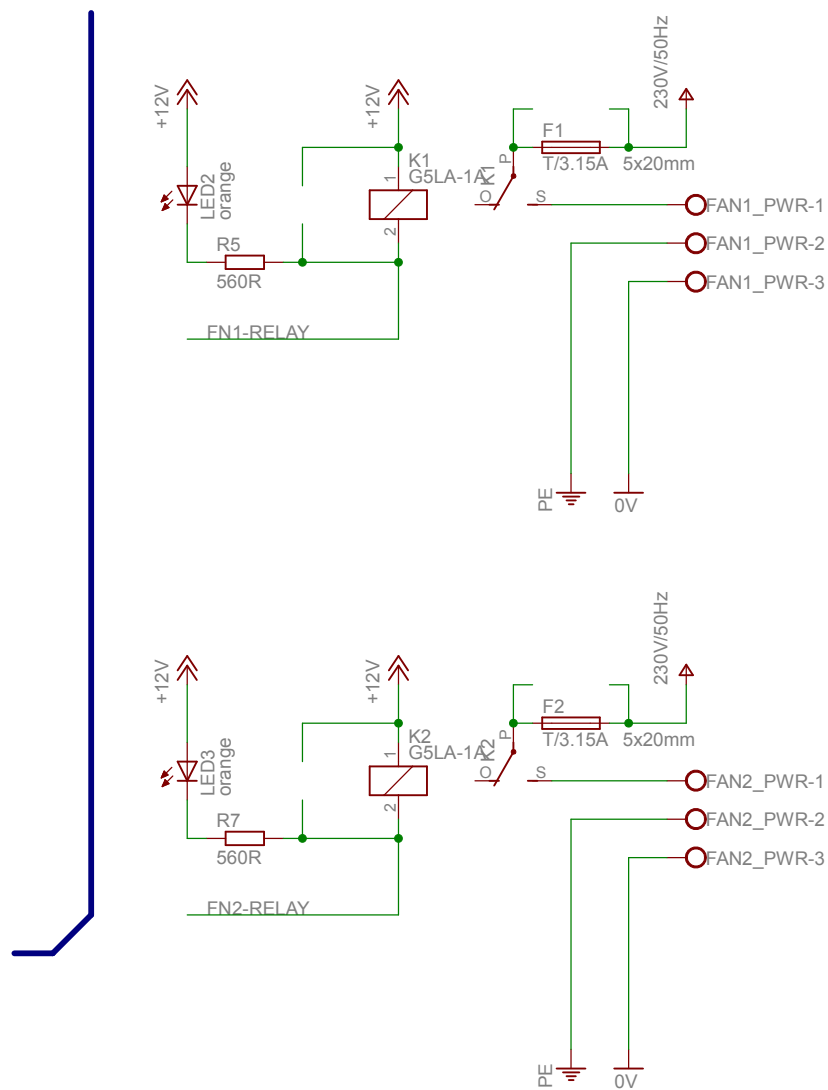 +12V
+12V
230V/50Hz
F1
T/3.15A 5x20mm
K1
G5LA-1A
1
2
K1
P
O
S
LED2
orange
R5
560R
FN1-RELAY
FAN1_PWR-1
FAN1_PWR-2
FAN1_PWR-3
PE
0V
+12V
+12V
230V/50Hz
F2
T/3.15A 5x20mm
K2
G5LA-1A
1
2
K2
P
O
S
LED3
orange
R7
560R
FN2-RELAY
FAN2_PWR-1
FAN2_PWR-2
FAN2_PWR-3
PE
0V